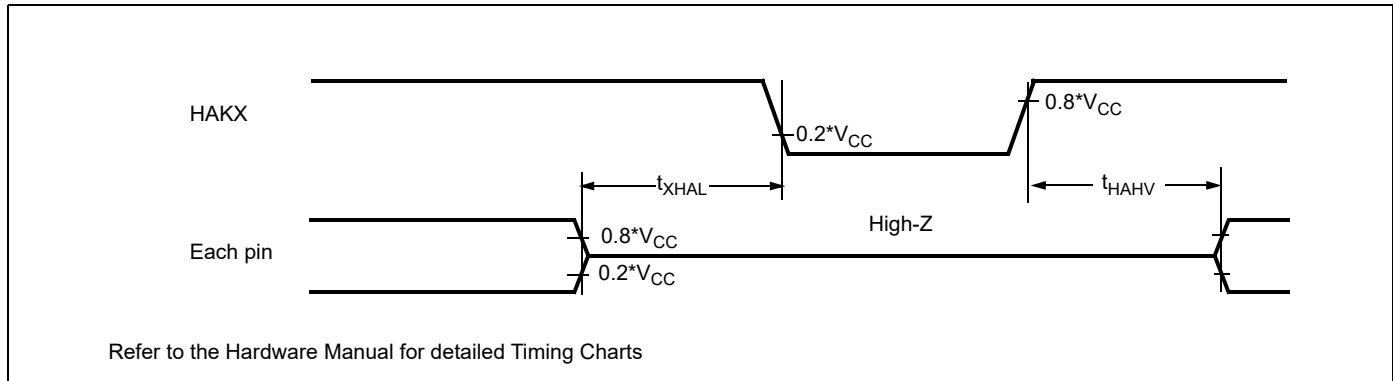 HAKX
0.8*VCC
0.2*VCC
tXHAL
tHAHV
High-Z
Each pin
0.8*VCC
0.2*VCC
Refer to the Hardware Manual for detailed Timing Charts